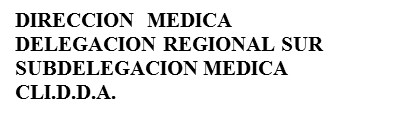 DIRECCION MEDICA
DELEGACION REGIONAL SUR
SUBDELEGACION MEDICA
CLI.D.D.A.